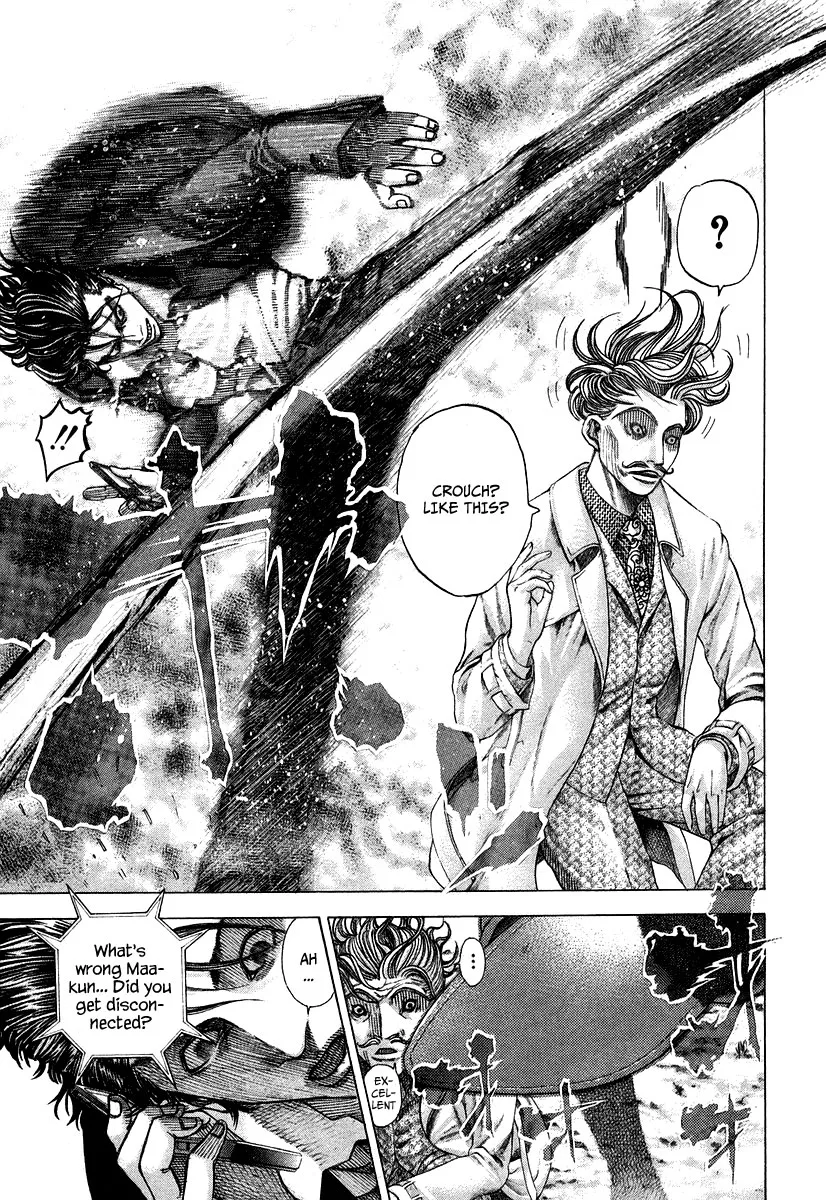 ?
!!
CROUCH?
LIKE THIS?
What's
wrong Maa-
kun... Did you
get discon-
nected?
AH
...
...
EX-
CEL-
LENT